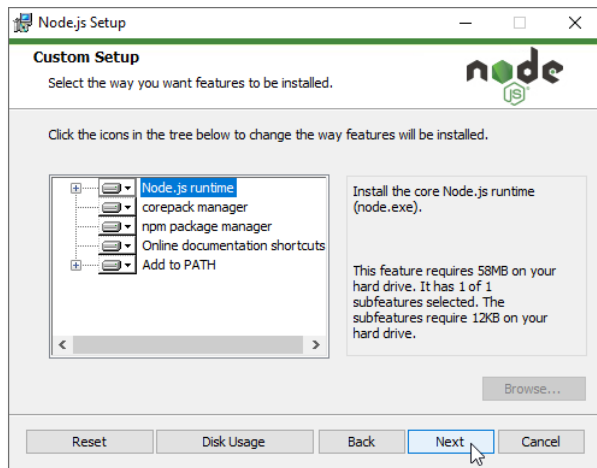 Node.js Setup
Custom Setup
Select the way you want features to be installed.
node
JS
Click the icons in the tree below to change the way features will be installed.
Node.js runtime
corepack manager
npm package manager
Online documentation shortcuts
Add to PATH
Install the core Node.js runtime
(node.exe).
This feature requires 58MB on your
hard drive. It has 1 of 1
subfeatures selected. The
subfeatures require 12KB on your
hard drive.
Browse...
Reset Disk Usage Back Next Cancel